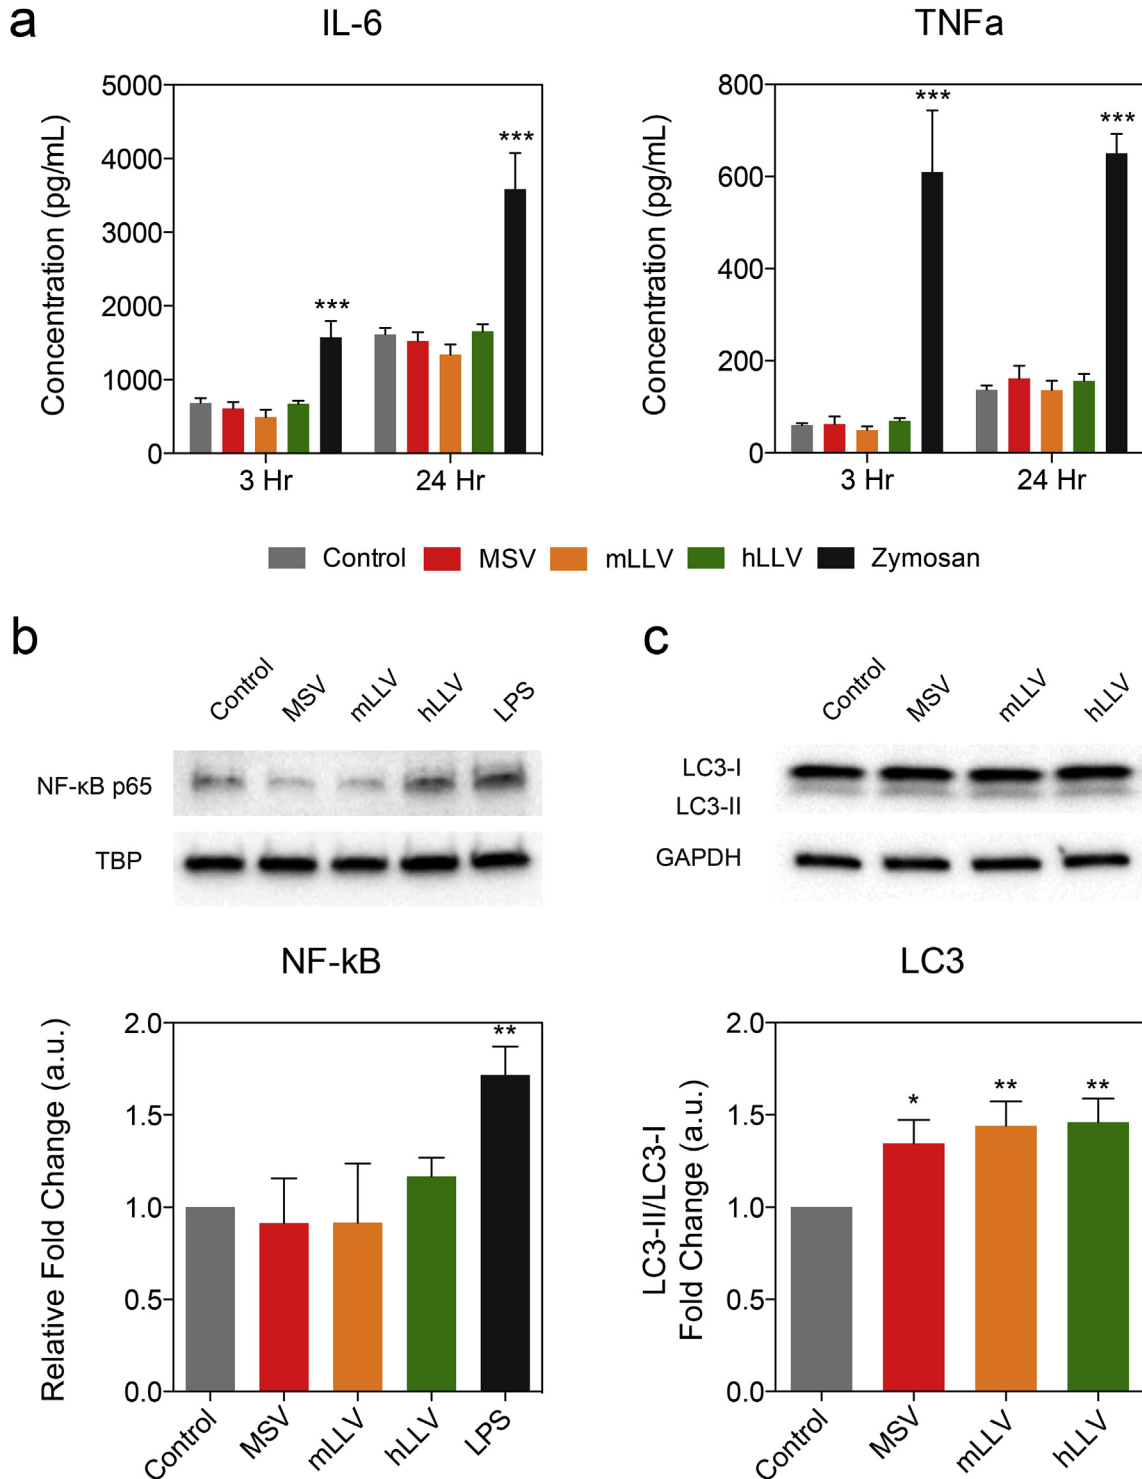 a
IL-6
TNFa
Concentration (pg/mL)
5000
4000
3000
2000
1000
0
***
***
3 Hr
24 Hr
Concentration (pg/mL)
800
600
400
200
0
***
***
3 Hr
24 Hr
Control
MSV
mLLV
hLLV
Zymosan
b
Control
MSV
mLLV
hLLV
LPS
NF-κB p65
TBP
c
Control
MSV
mLLV
hLLV
LC3-I
LC3-II
GAPDH
NF-kB
Relative Fold Change (a.u.)
2.0
1.5
1.0
0.5
0.0
**
Control
MSV
mLLV
hLLV
LPS
LC3
LC3-II/LC3-I
Fold Change (a.u.)
2.0
1.5
1.0
0.5
0.0
*
**
**
Control
MSV
mLLV
hLLV